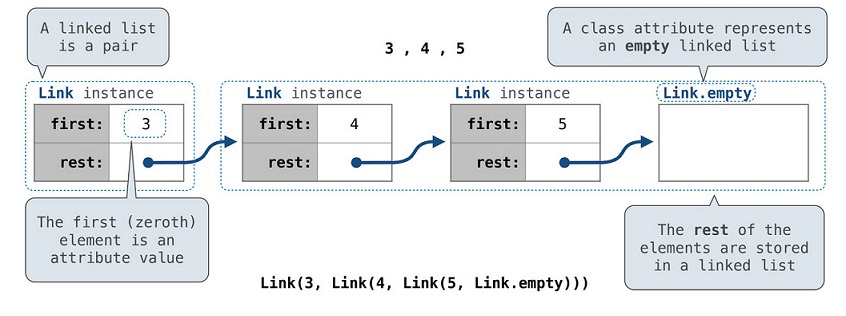 A linked list
is a pair
3 , 4 , 5
A class attribute represents
an empty linked list
Link instance
first: 3
rest:
Link instance
first: 4
rest:
Link instance
first: 5
rest:
Link.empty
The first (zeroth)
element is an
attribute value
The rest of the
elements are stored
in a linked list
Link(3, Link(4, Link(5, Link.empty)))